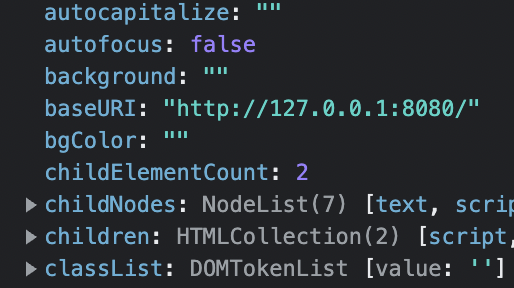 autocapitalize: ""
autofocus: false
background: ""
baseURI: "http://127.0.0.1:8080/"
bgColor: ""
childElementCount: 2
childNodes: NodeList(7) [text, scrip
children: HTMLCollection(2) [script,
classList: DOMTokenList [value: '']